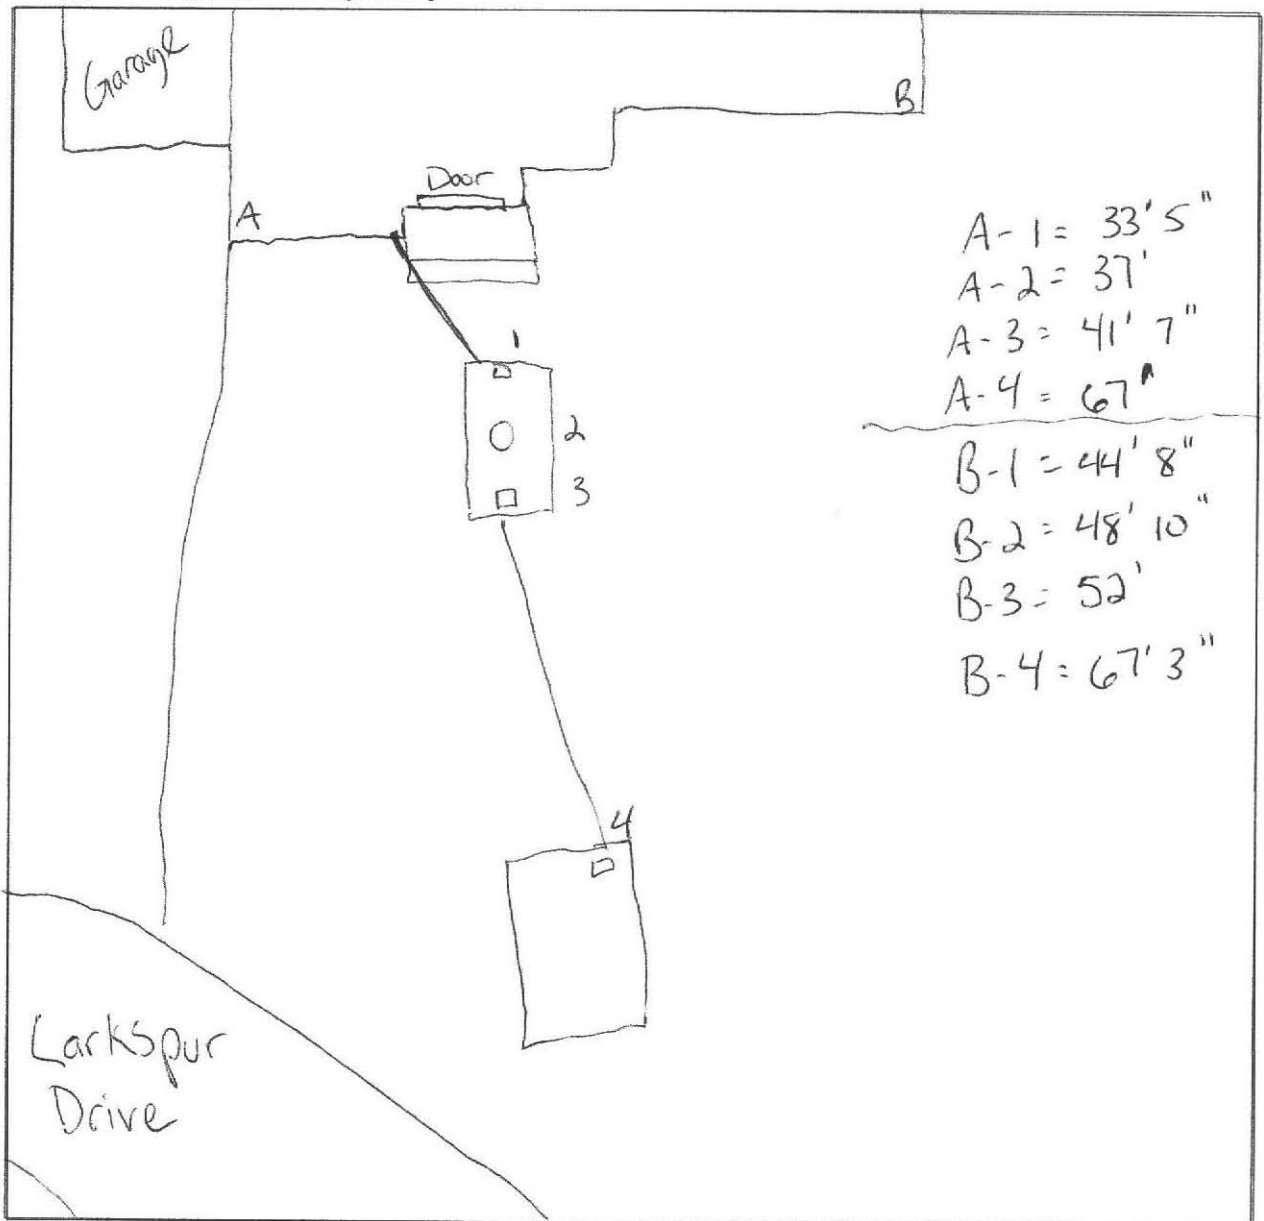 Garage
B
Door
A
1
2
3
4
A-1 = 33' 5"
A-2 = 37'
A-3 = 41' 7"
A-4 = 67"
B-1 = 44' 8"
B-2 = 48' 10"
B-3 = 52'
B-4 = 67' 3"
Larkspur
Drive